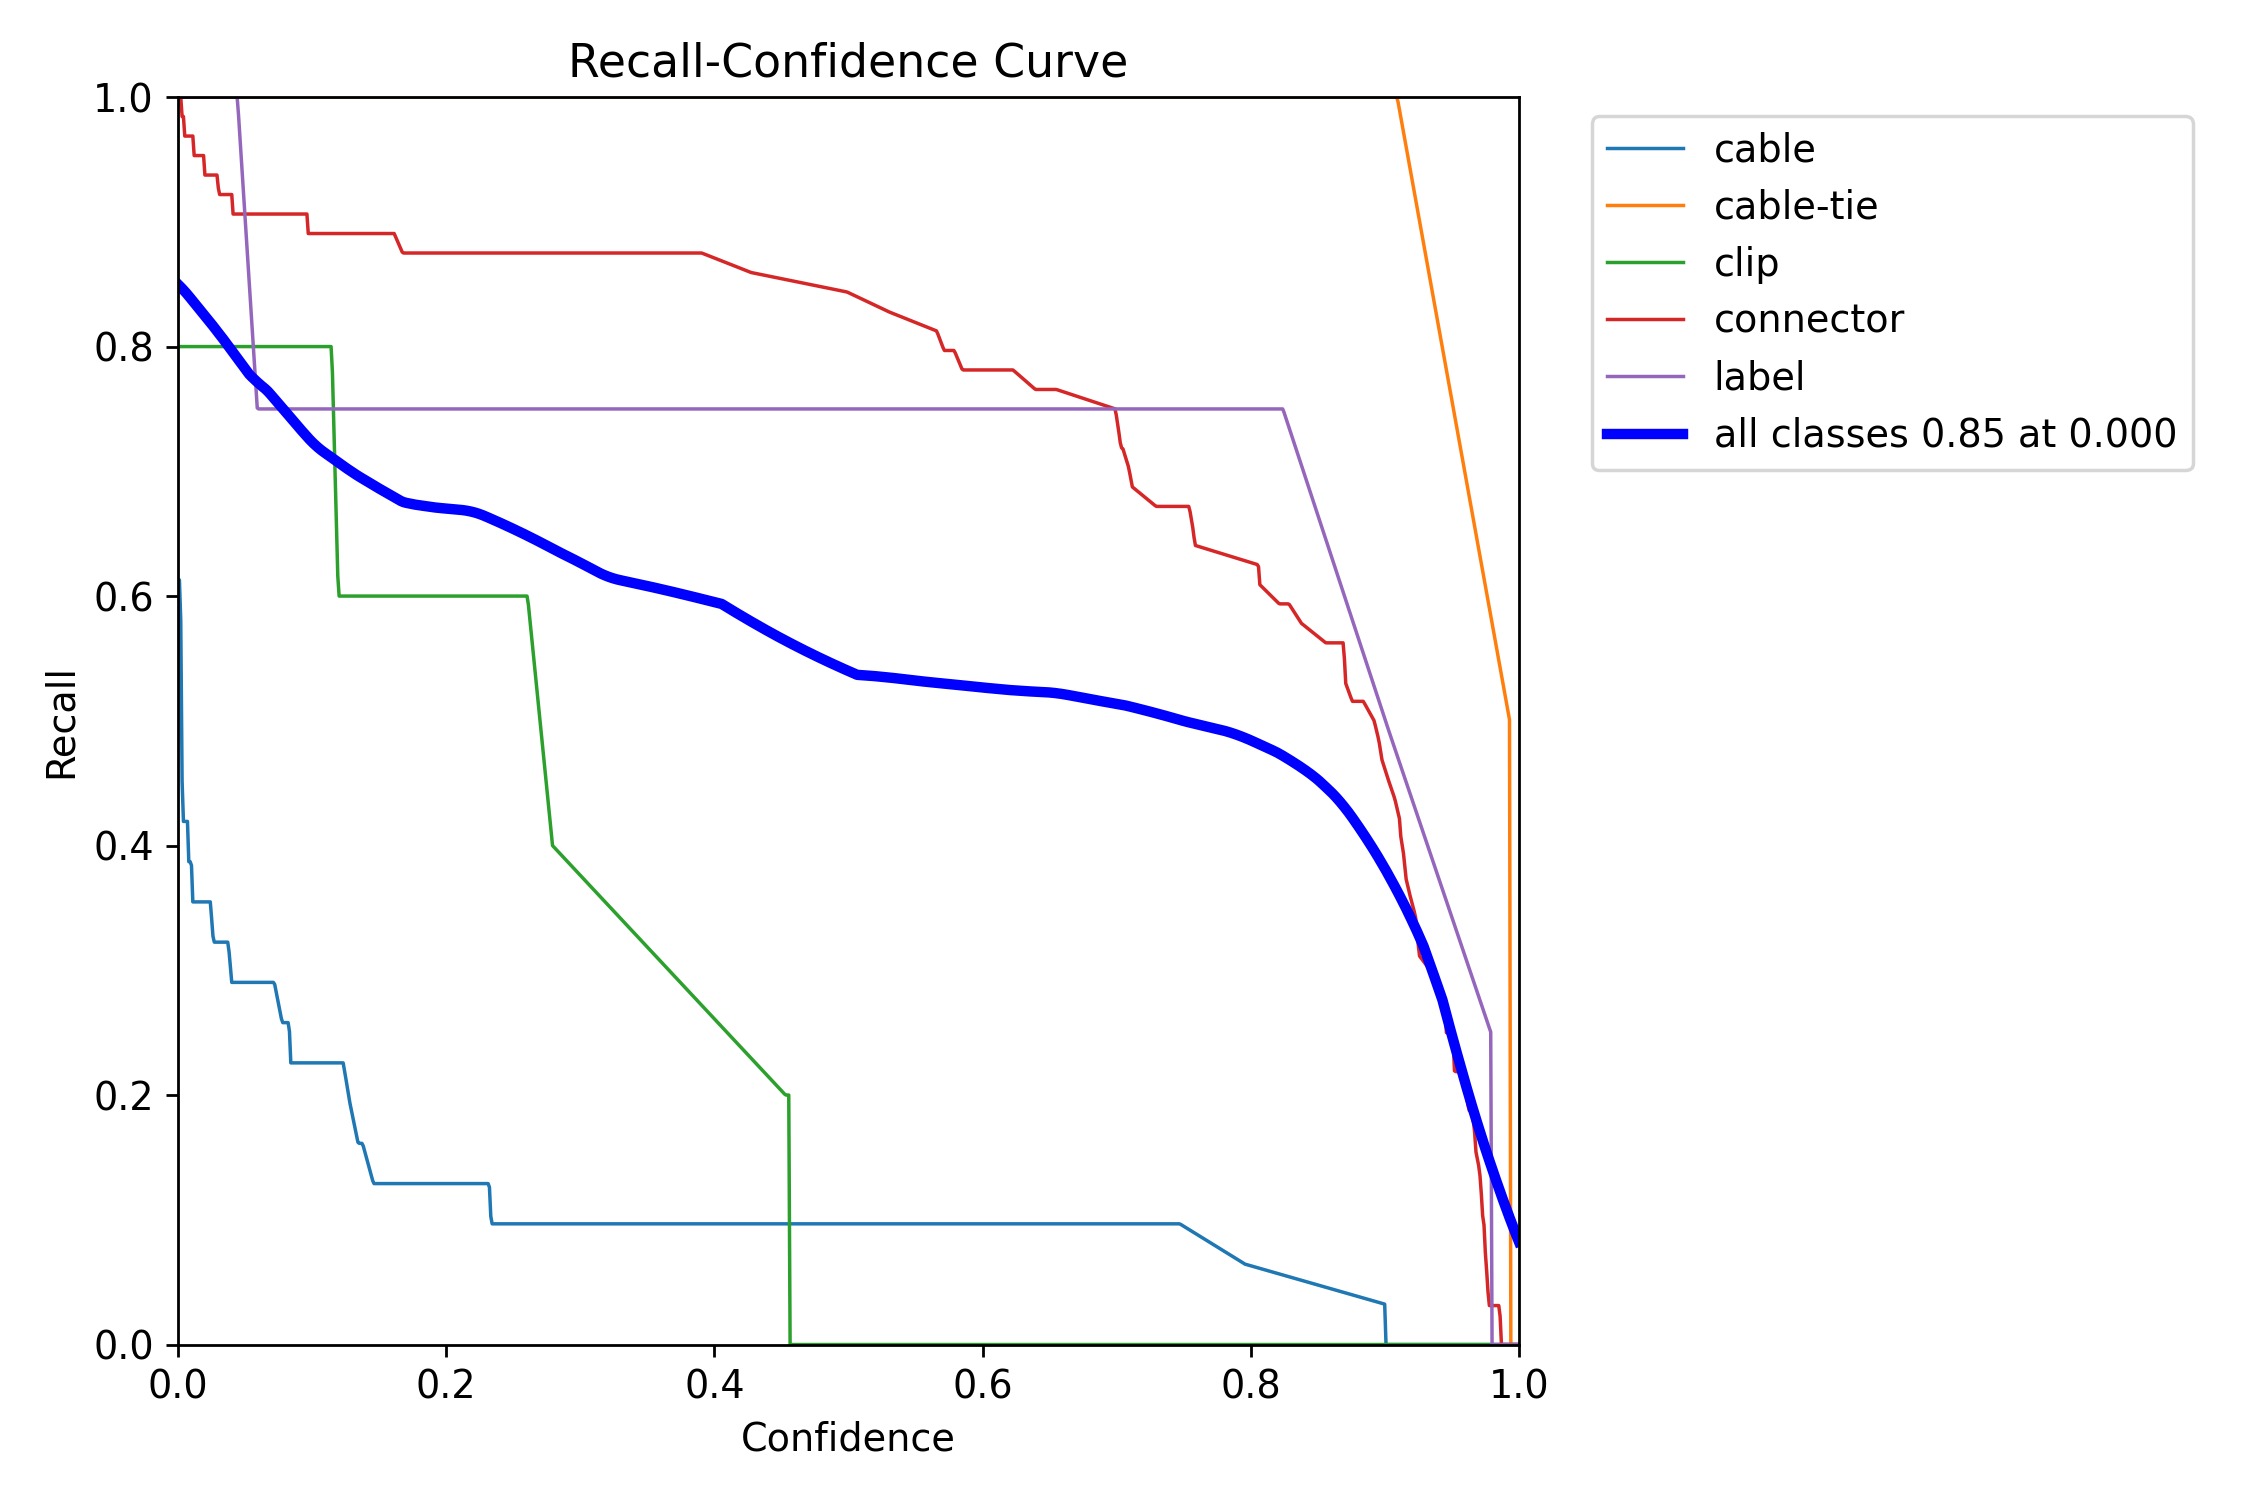 Recall-Confidence Curve
1.0
0.8
0.6
0.4
0.2
0.0
Recall
0.0 0.2 0.4 0.6 0.8 1.0
Confidence
cable
cable-tie
clip
connector
label
all classes 0.85 at 0.000